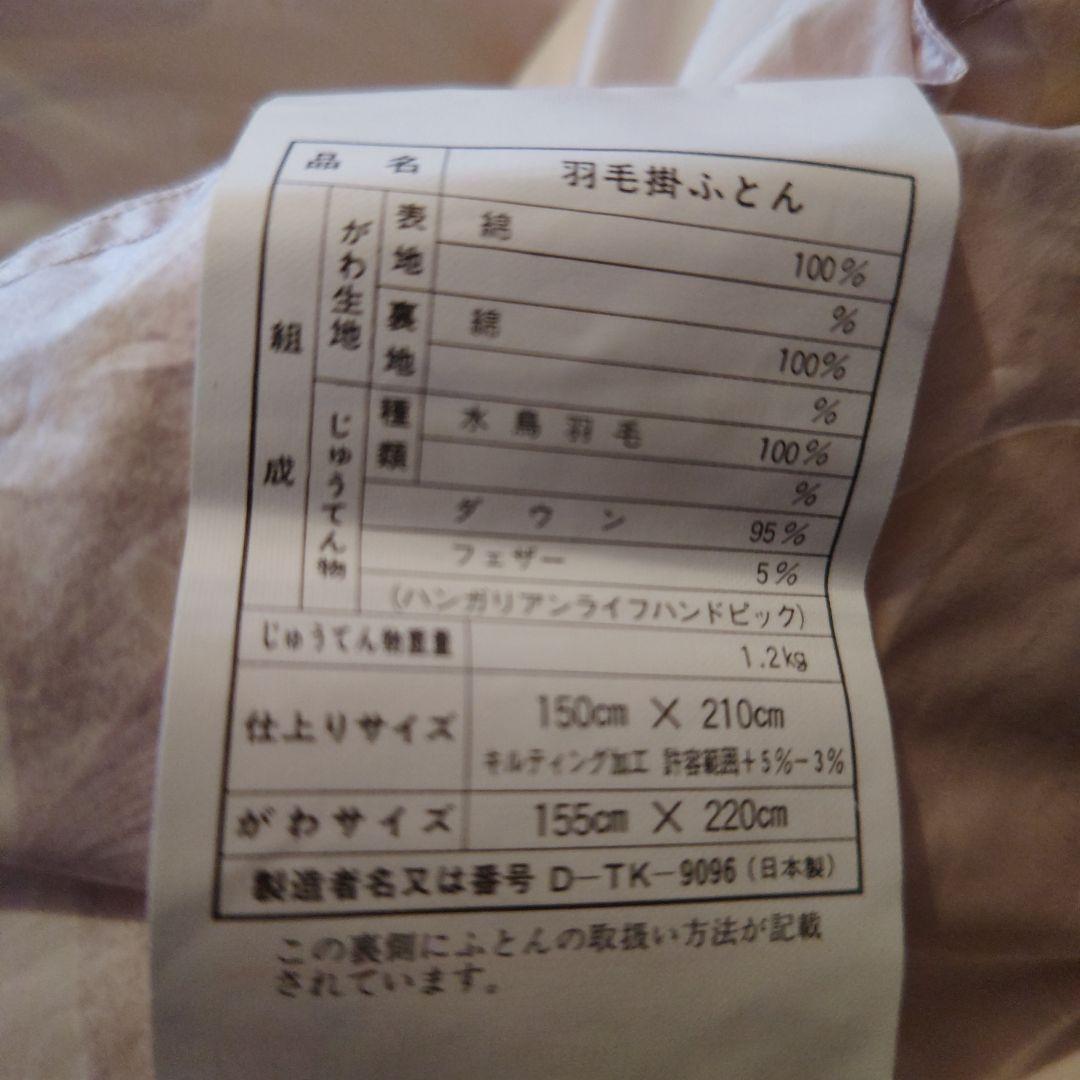 品名 羽毛掛ふとん
組成 がわ生地 表地 綿 100%
%
裏地 綿 100%
%
じゅうてん物 種類 水鳥羽毛 100%
%
ダウン 95%
フェザー 5%
(ハンガリアンライフハンドピック)
じゅうてん物重量 1.2kg
仕上りサイズ 150cm × 210cm
キルティング加工 許容範囲+5%-3%
がわサイズ 155cm × 220cm
製造者名又は番号 D-TK-9096(日本製)
この裏側にふとんの取扱い方法が記載
されています。